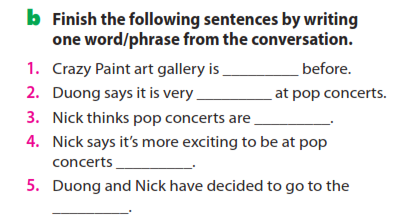 b Finish the following sentences by writing
one word/phrase from the conversation.
1. Crazy Paint art gallery is __________ before.
2. Duong says it is very __________ at pop concerts.
3. Nick thinks pop concerts are __________.
4. Nick says it's more exciting to be at pop
concerts __________.
5. Duong and Nick have decided to go to the
__________.